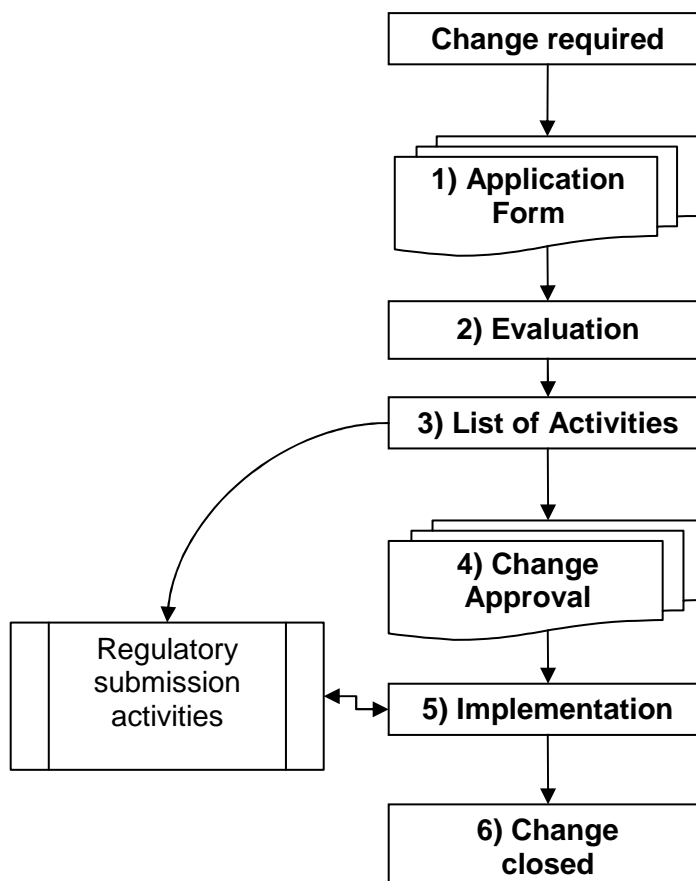 Change required
1) Application
Form
2) Evaluation
3) List of Activities
4) Change
Approval
Regulatory
submission
activities
5) Implementation
6) Change
closed